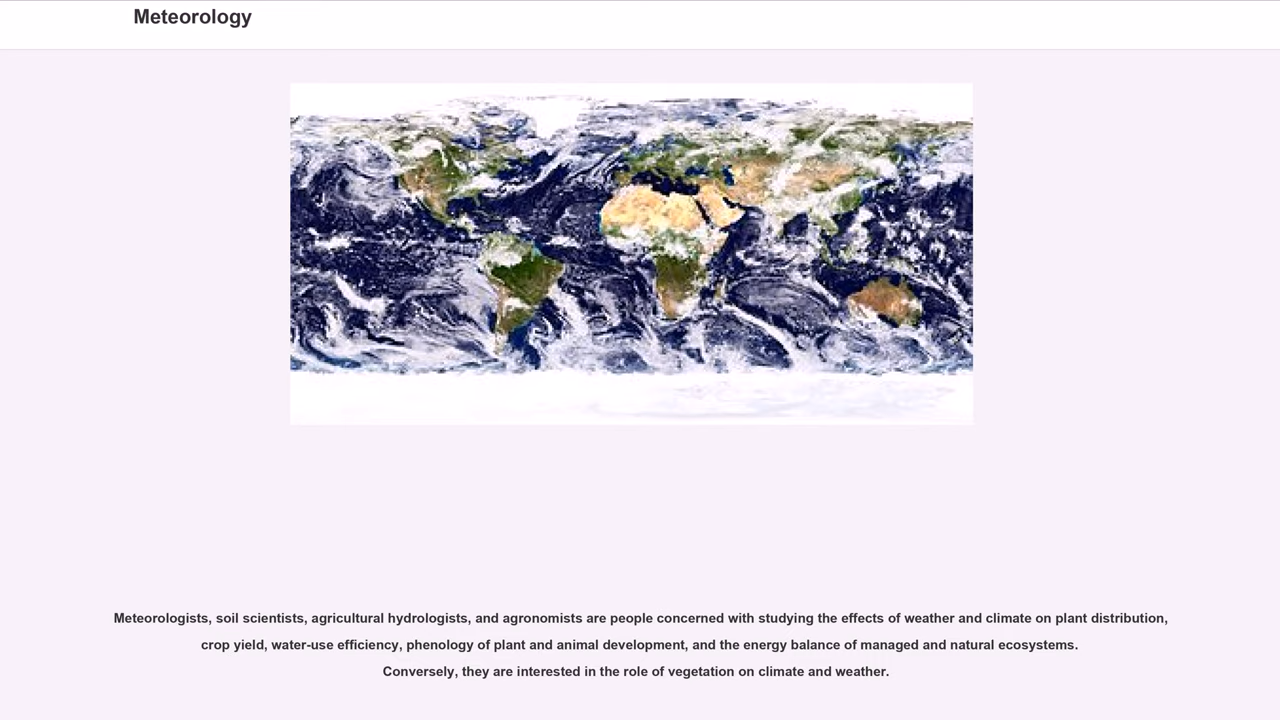 Meteorology
Meteorologists, soil scientists, agricultural hydrologists, and agronomists are people concerned with studying the effects of weather and climate on plant distribution,
crop yield, water-use efficiency, phenology of plant and animal development, and the energy balance of managed and natural ecosystems.
Conversely, they are interested in the role of vegetation on climate and weather.